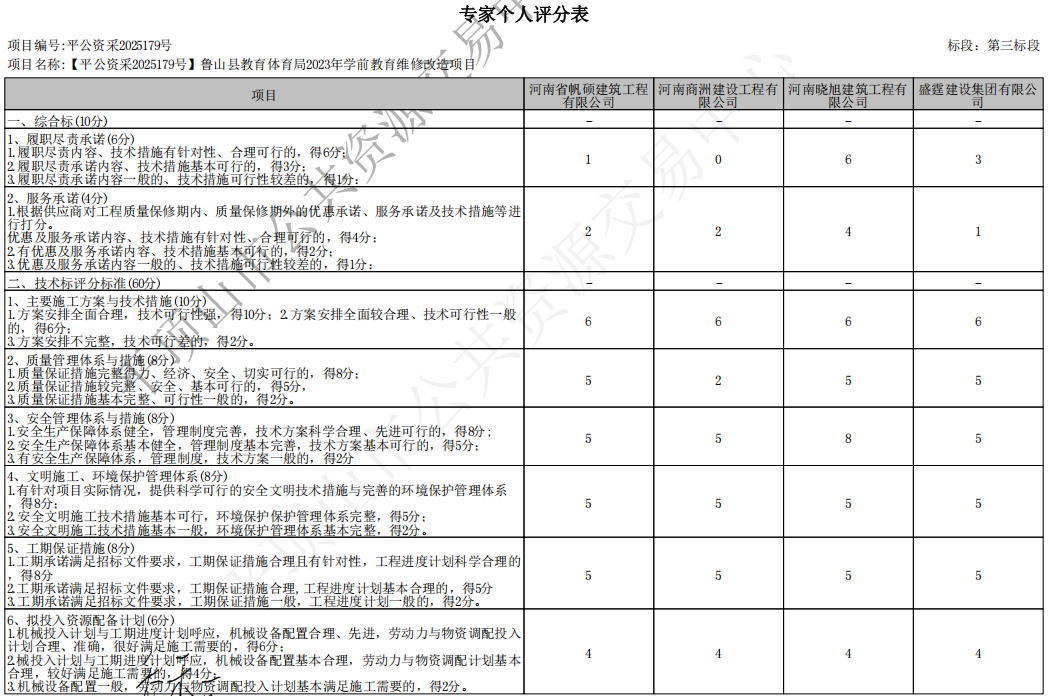 专家个人评分表
项目编号:平公资采2025179号
标段：第三标段
项目名称:【平公资采2025179号】鲁山县教育体育局2023年学前教育维修改造项目
项目 河南省帆硕建筑工程有限公司 河南商洲建设工程有限公司 河南晓旭建筑工程有限公司 盛霆建设集团有限公司
一、综合标(10分) － － － －
1、履职尽责承诺(6分)
1.履职尽责内容、技术措施有针对性、合理可行的，得6分；
2.履职尽责承诺内容、技术措施基本可行的，得3分；
3.履职尽责承诺内容一般的、技术措施可行性较差的，得1分：
1 0 6 3
2、服务承诺(4分)
1.根据供应商对工程质量保修期内、质量保修期外的优惠承诺、服务承诺及技术措施等进
行打分。
优惠及服务承诺内容、技术措施有针对性、合理可行的，得4分；
2.有优惠及服务承诺内容、技术措施基本可行的，得2分；
3.优惠及服务承诺内容一般的、技术措施可行性较差的，得1分：
2 2 4 1
二、技术标评分标准(60分) － － － －
1、主要施工方案与技术措施(10分)
1.方案安排全面合理，技术可行性强，得10分；2.方案安排全面较合理、技术可行性一般
的，得6分；
3.方案安排不完整，技术可行差的，得2分。
6 6 6 6
2、质量管理体系与措施(8分)
1.质量保证措施完整得力、经济、安全、切实可行的，得8分；
2.质量保证措施较完整、安全、基本可行的，得5分，
3.质量保证措施基本完整、可行性一般的，得2分。
5 2 5 5
3、安全管理体系与措施(8分)
1.安全生产保障体系健全，管理制度完善，技术方案科学合理、先进可行的，得8分；
2.安全生产保障体系基本健全，管理制度基本完善，技术方案基本可行的，得5分；
3.有安全生产保障体系，管理制度，技术方案一般的，得2分
5 5 8 5
4、文明施工、环境保护管理体系(8分)
1.有针对项目实际情况，提供科学可行的安全文明技术措施与完善的环境保护管理体系
，得8分；
2.安全文明施工技术措施基本可行，环境保护保护管理体系完整，得5分；
3.安全文明施工技术措施基本一般，环境保护管理体系基本完整，得2分。
5 5 5 5
5、工期保证措施(8分)
1.工期承诺满足招标文件要求，工期保证措施合理且有针对性，工程进度计划科学合理的
，得8分
2.工期承诺满足招标文件要求，工期保证措施合理,工程进度计划基本合理的，得5分
3.工期承诺满足招标文件要求，工期保证措施一般，工程进度计划一般的，得2分。
5 5 5 5
6、拟投入资源配备计划(6分)
1.机械投入计划与工期进度计划呼应，机械设备配置合理、先进，劳动力与物资调配投入
计划合理、准确，很好满足施工需要的，得6分；
2.械投入计划与工期进度计划呼应，机械设备配置基本合理，劳动力与物资调配计划基本
合理，较好满足施工需要的，得4分；
3.机械设备配置一般，劳动力与物资调配投入计划基本满足施工需要的，得2分。
4 4 4 4
平顶山市公共资源交易中心